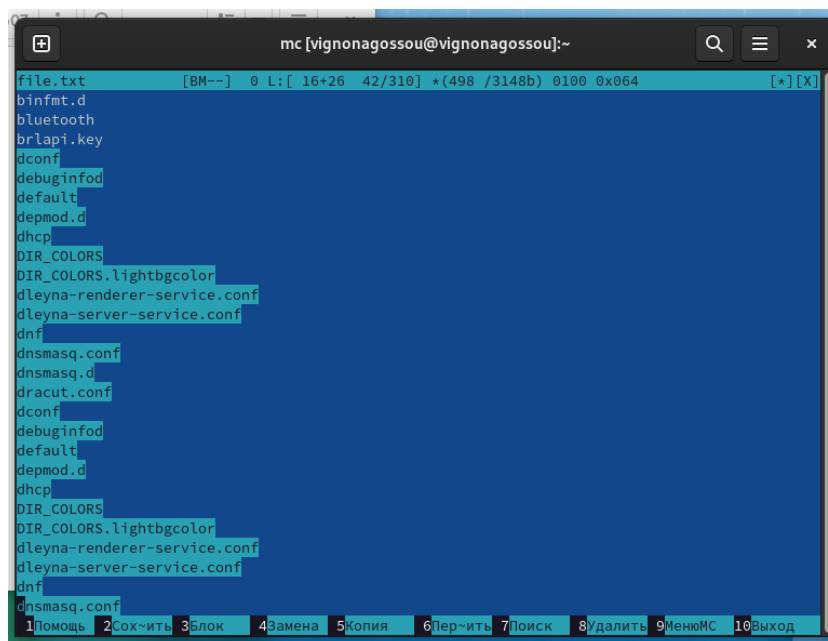 mc [vignonagossou@vignonagossou]:~
file.txt [BM--] 0 L:[ 16+26 42/310] *(498 /3148b) 0100 0x064 [*][X]
binfmt.d
bluetooth
brlapi.key
dconf
debuginfod
default
depmod.d
dhcp
DIR_COLORS
DIR_COLORS.lightbgcolor
dleyna-renderer-service.conf
dleyna-server-service.conf
dnf
dnsmasq.conf
dnsmasq.d
dracut.conf
dconf
debuginfod
default
depmod.d
dhcp
DIR_COLORS
DIR_COLORS.lightbgcolor
dleyna-renderer-service.conf
dleyna-server-service.conf
dnf
dnsmasq.conf
1Помощь 2Сох~ить 3Блок 4Замена 5Копия 6Пер~ить 7Поиск 8Удалить 9МенюMC 10Выход